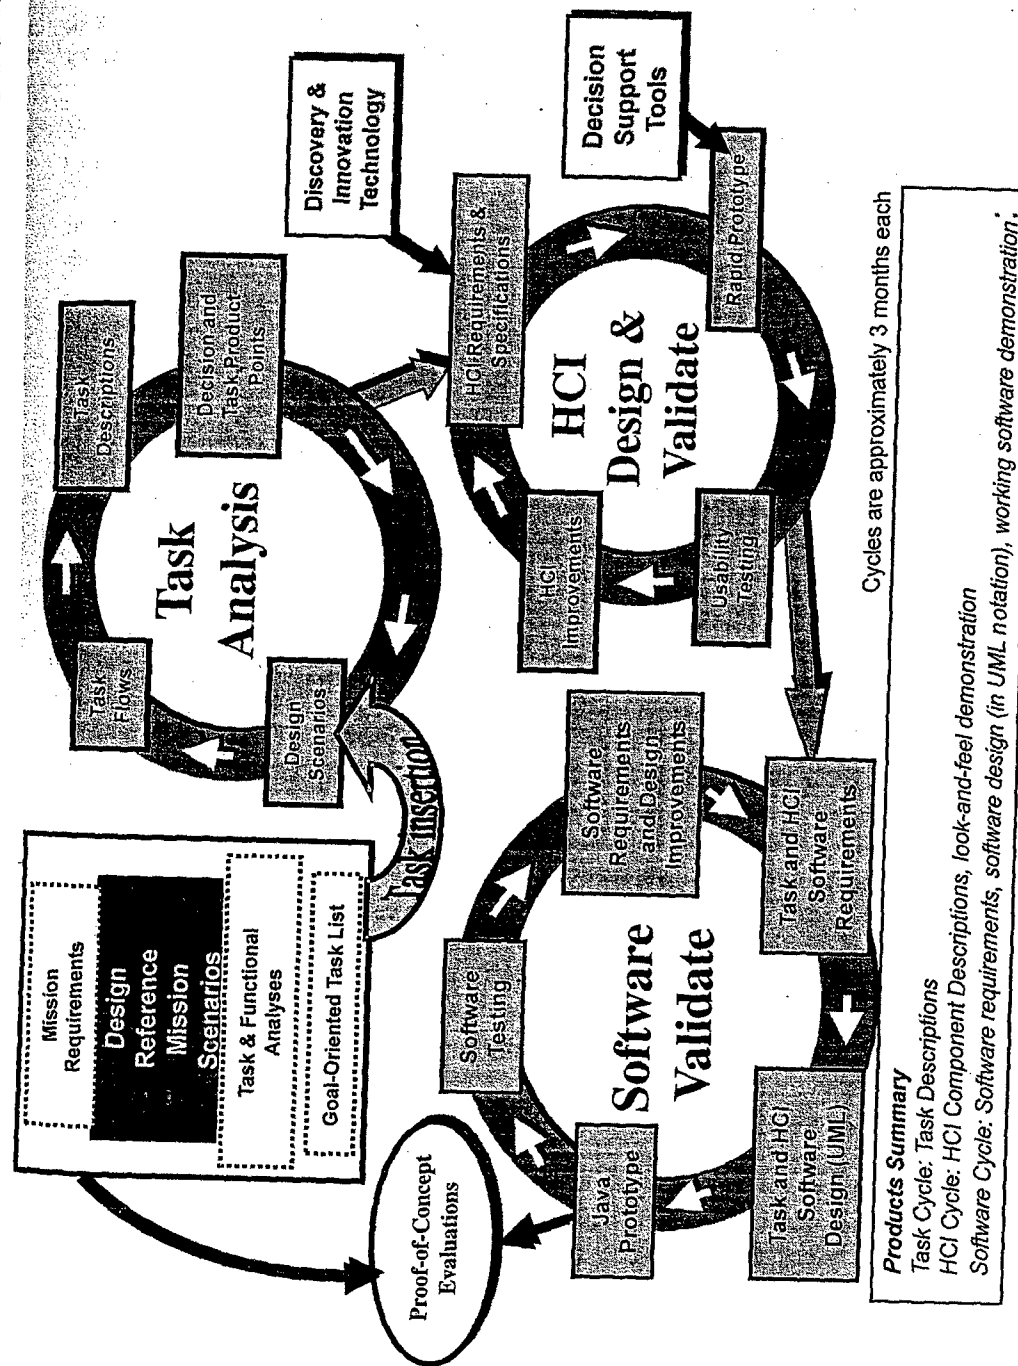 Mission
Requirements
Design
Reference
Mission
Scenarios
Task & Functional
Analyses
Goal-Oriented Task List
Task insertion
Proof-of-Concept
Evaluations
Task
Analysis
Task
Flows
Task
Descriptions
Decision and
Task Product
Points
Design
Scenarios
Discovery &
Innovation
Technology
HCI
Design &
Validate
HCI Requirements &
Specifications
Rapid Prototype
Usability
Testing
HCI
Improvements
Decision
Support
Tools
Software
Validate
Software
Testing
Software
Requirements
and Design
Improvements
Task and HCI
Software
Requirements
Task and HCI
Software
Design (UML)
Java
Prototype
Cycles are approximately 3 months each
Products Summary
Task Cycle: Task Descriptions
HCI Cycle: HCI Component Descriptions, look-and-feel demonstration
Software Cycle: Software requirements, software design (in UML notation), working software demonstration.